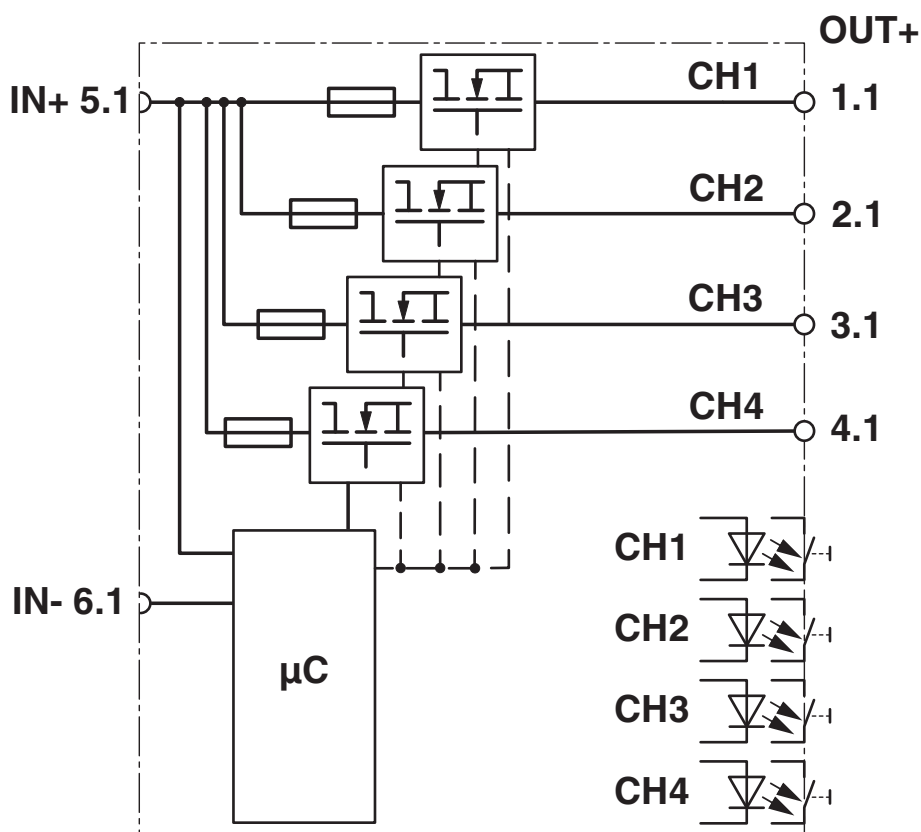 OUT+
IN+ 5.1
CH1
1.1
CH2
2.1
CH3
3.1
CH4
4.1
CH1
IN- 6.1
CH2
µC
CH3
CH4